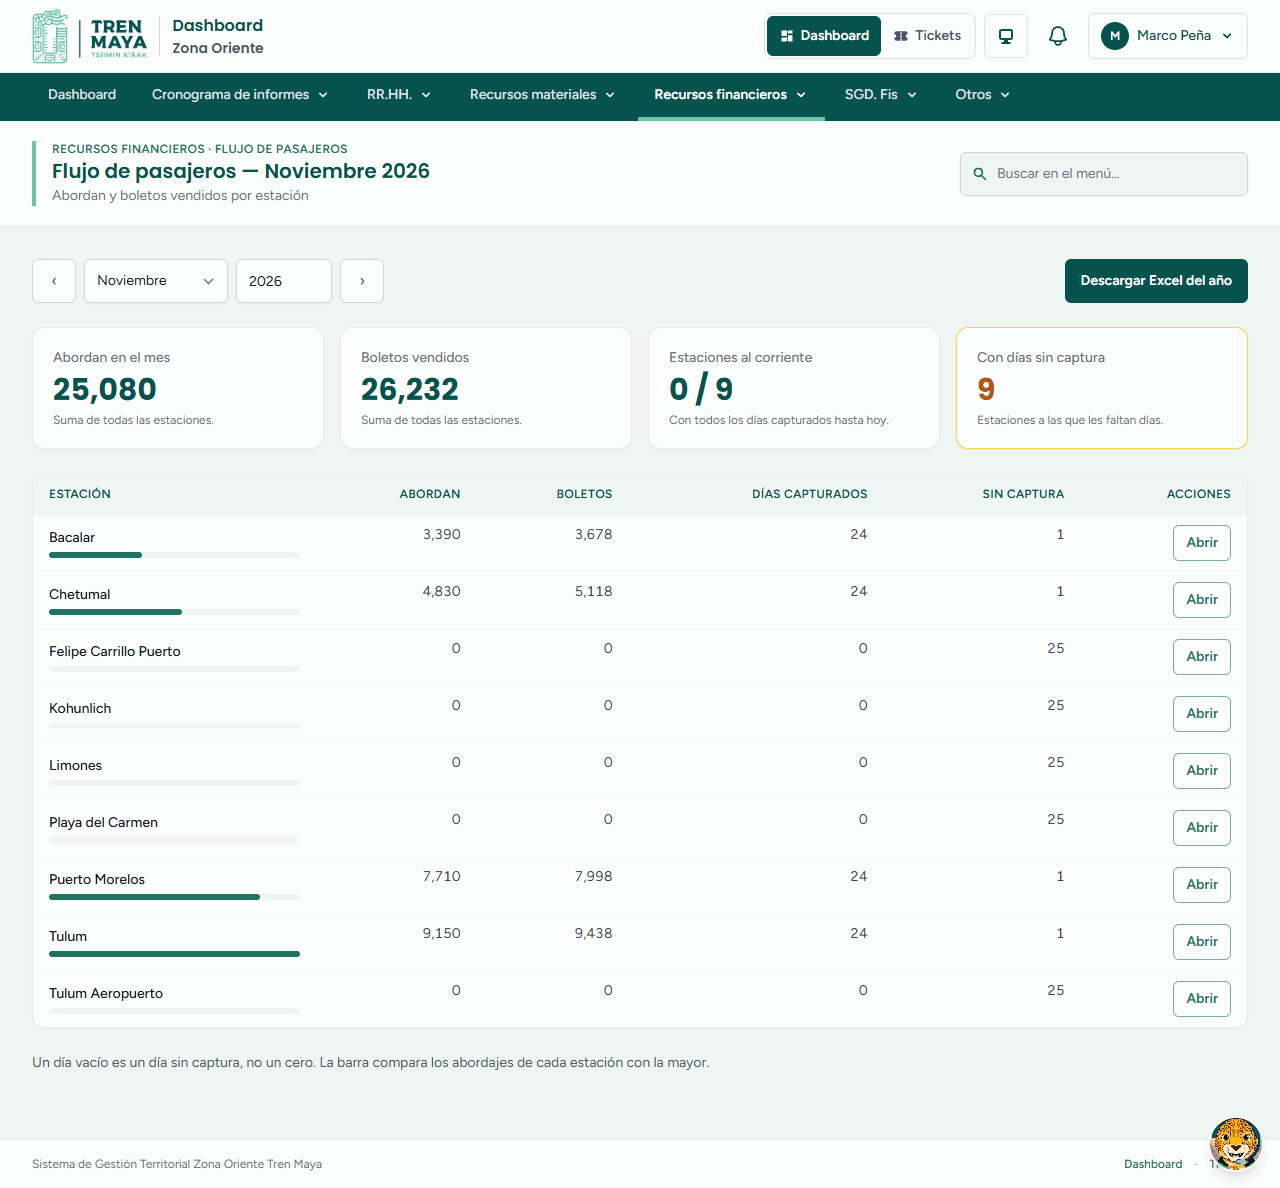 TREN
MAYA
TSÍIMIN K'ÁAK
Dashboard
Zona Oriente
Dashboard
Tickets
M
Marco Peña
Dashboard
Cronograma de informes
RR.HH.
Recursos materiales
Recursos financieros
SGD. Fis
Otros
RECURSOS FINANCIEROS · FLUJO DE PASAJEROS
Flujo de pasajeros — Noviembre 2026
Abordan y boletos vendidos por estación
Buscar en el menú...
‹
Noviembre
2026
›
Descargar Excel del año
Abordan en el mes
25,080
Suma de todas las estaciones.
Boletos vendidos
26,232
Suma de todas las estaciones.
Estaciones al corriente
0 / 9
Con todos los días capturados hasta hoy.
Con días sin captura
9
Estaciones a las que les faltan días.
ESTACIÓN ABORDAN BOLETOS DÍAS CAPTURADOS SIN CAPTURA ACCIONES
Bacalar 3,390 3,678 24 1 Abrir
Chetumal 4,830 5,118 24 1 Abrir
Felipe Carrillo Puerto 0 0 0 25 Abrir
Kohunlich 0 0 0 25 Abrir
Limones 0 0 0 25 Abrir
Playa del Carmen 0 0 0 25 Abrir
Puerto Morelos 7,710 7,998 24 1 Abrir
Tulum 9,150 9,438 24 1 Abrir
Tulum Aeropuerto 0 0 0 25 Abrir
Un día vacío es un día sin captura, no un cero. La barra compara los abordajes de cada estación con la mayor.
Sistema de Gestión Territorial Zona Oriente Tren Maya
Dashboard ·